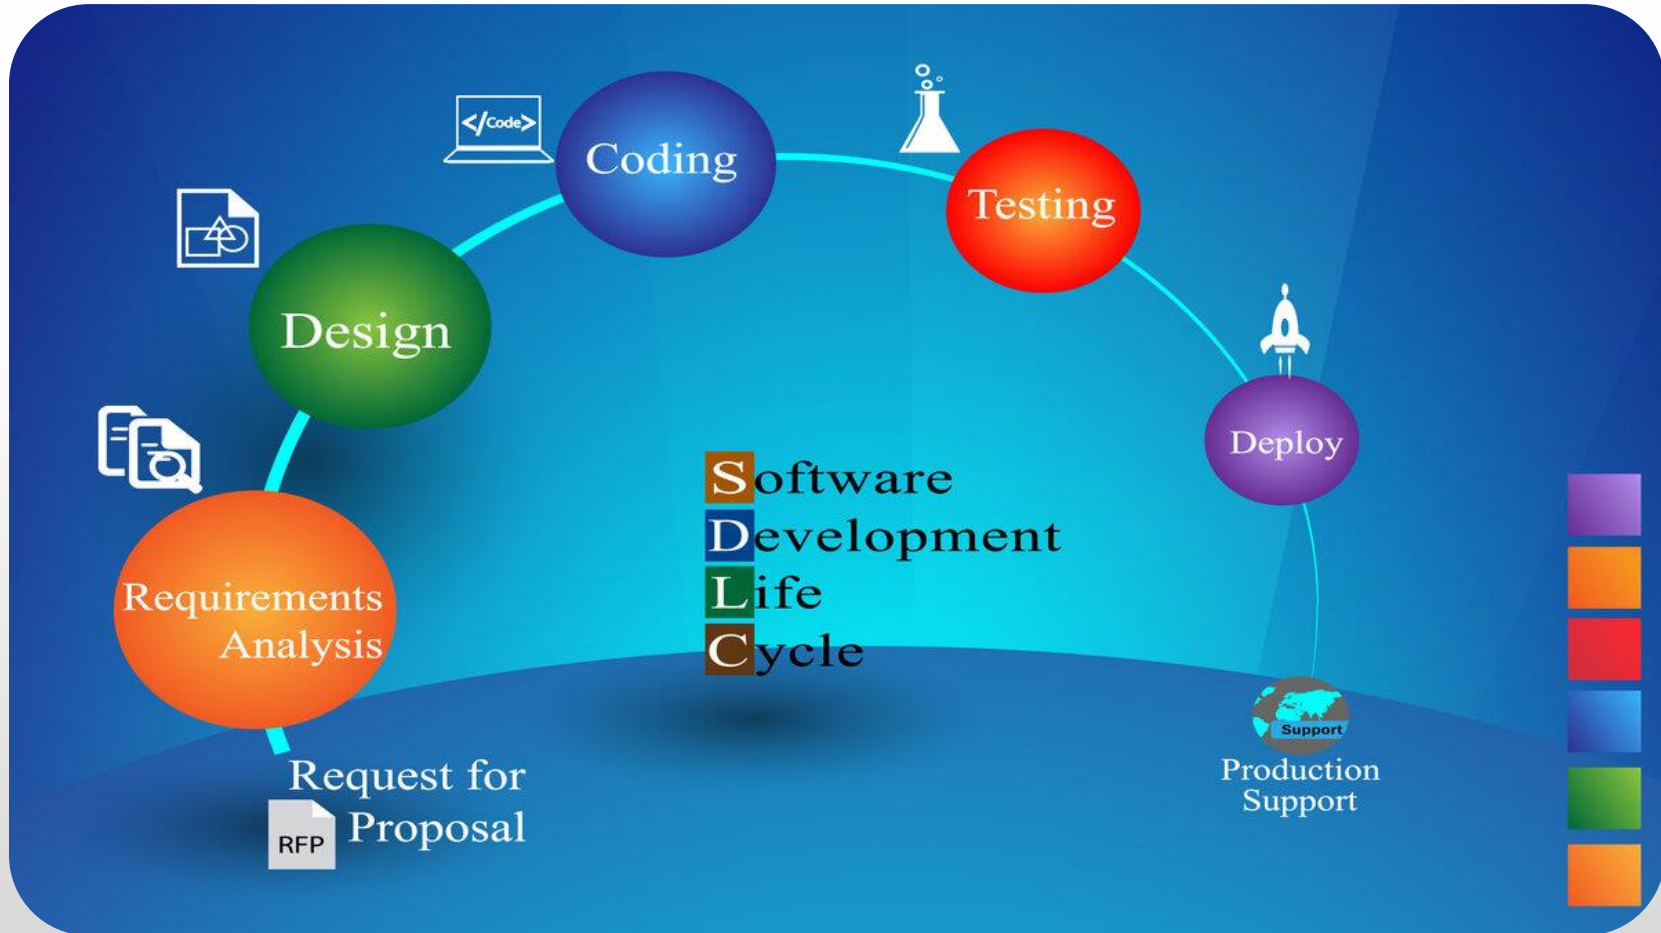 </Code>
Coding
Testing
Design
Deploy
Software
Development
Life
Cycle
Requirements
Analysis
Support
Production
Support
Request for
Proposal
RFP